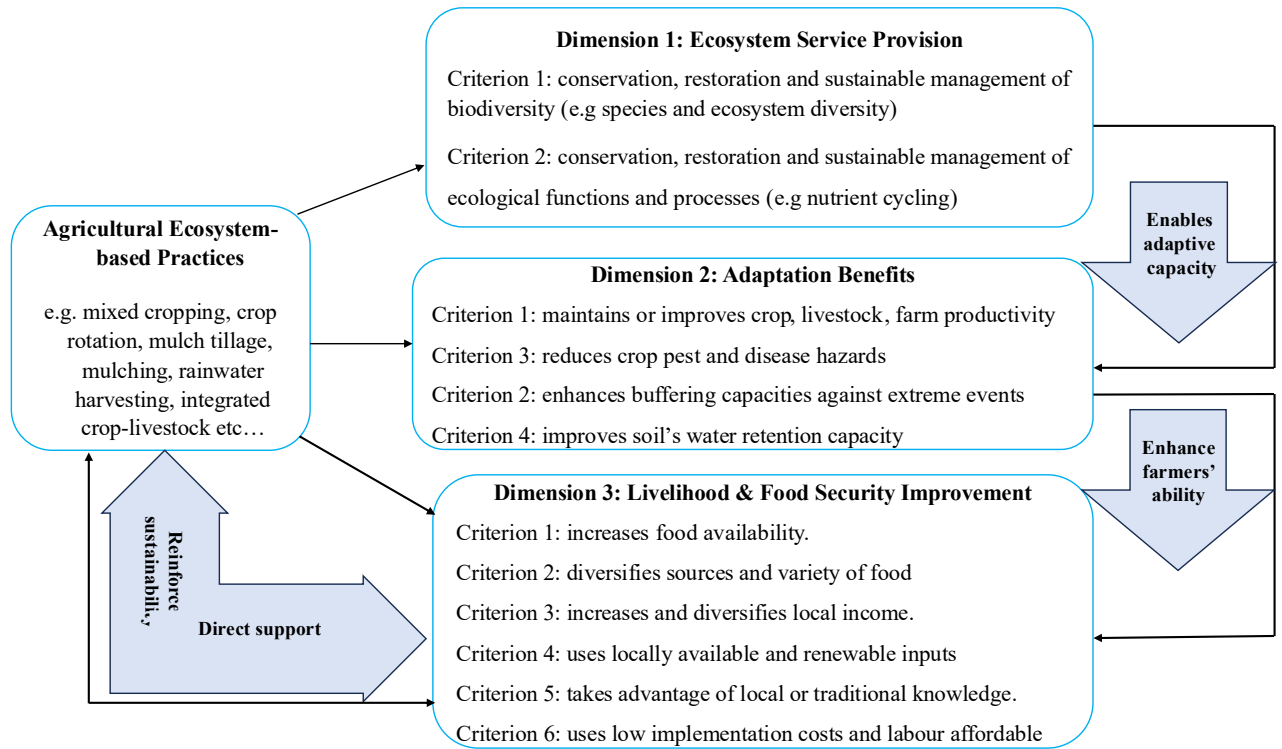 Dimension 1: Ecosystem Service Provision
Criterion 1: conservation, restoration and sustainable management of
biodiversity (e.g species and ecosystem diversity)
Criterion 2: conservation, restoration and sustainable management of
ecological functions and processes (e.g nutrient cycling)
Agricultural Ecosystem-
based Practices
e.g. mixed cropping, crop
rotation, mulch tillage,
mulching, rainwater
harvesting, integrated
crop-livestock etc…
Enables
adaptive
capacity
Dimension 2: Adaptation Benefits
Criterion 1: maintains or improves crop, livestock, farm productivity
Criterion 3: reduces crop pest and disease hazards
Criterion 2: enhances buffering capacities against extreme events
Criterion 4: improves soil’s water retention capacity
Enhance
farmers’
ability
Dimension 3: Livelihood & Food Security Improvement
Criterion 1: increases food availability.
Criterion 2: diversifies sources and variety of food
Criterion 3: increases and diversifies local income.
Criterion 4: uses locally available and renewable inputs
Criterion 5: takes advantage of local or traditional knowledge.
Criterion 6: uses low implementation costs and labour affordable
Reinforce
sustainability
Direct support